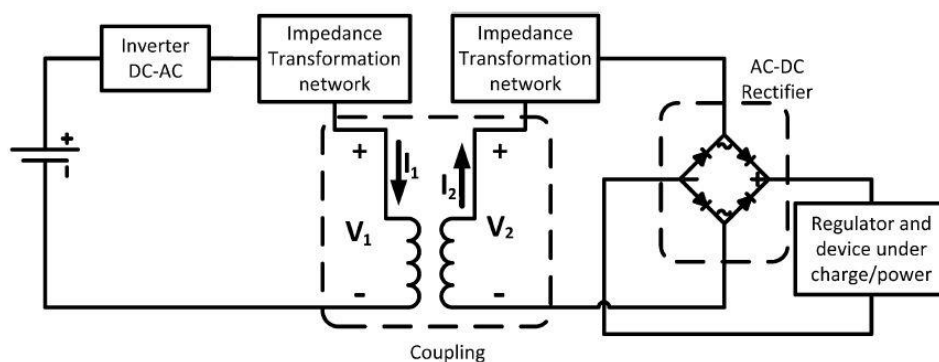 Inverter
DC-AC
Impedance
Transformation
network
Impedance
Transformation
network
AC-DC
Rectifier
+
-
+
I₁
I₂
+
V₁
V₂
-
-
~
-
+
~
Regulator and
device under
charge/power
Coupling